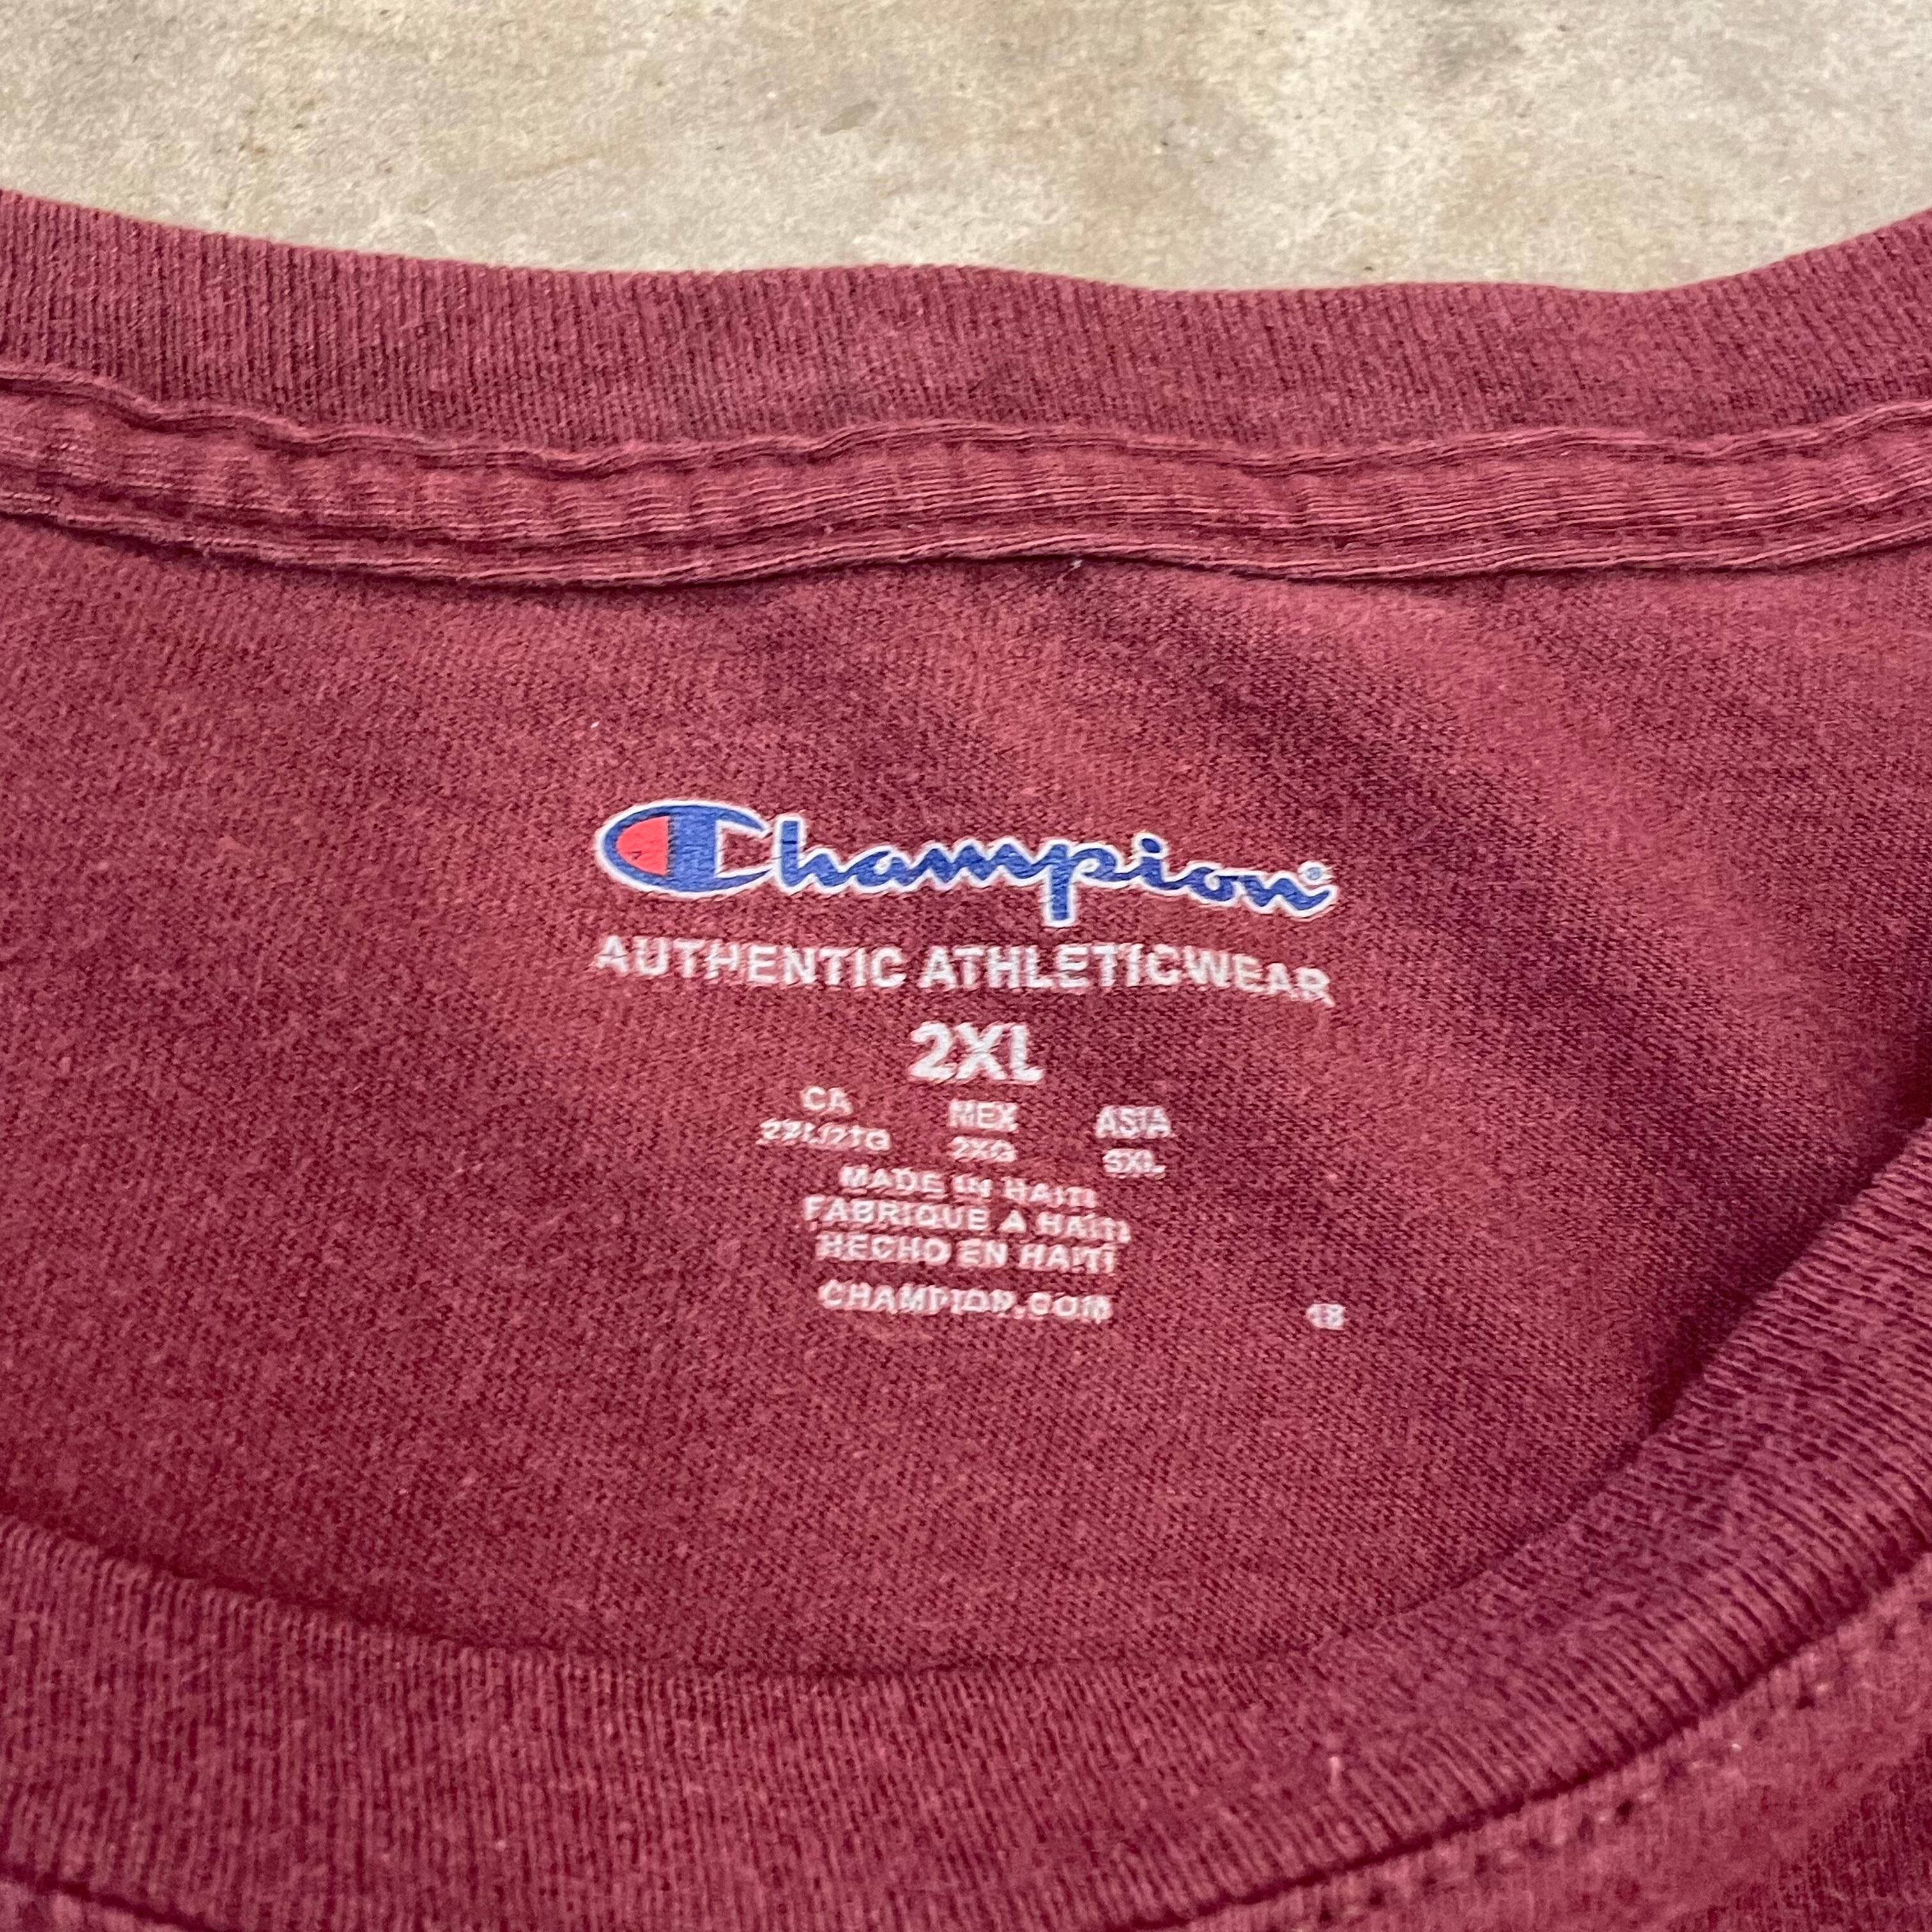 Champion®
AUTHENTIC ATHLETICWEAR
2XL
CA MEX ASIA
2XL/2TG 2XG 3XL
MADE IN HAITI
FABRIQUE A HAITI
HECHO EN HAITÍ
CHAMPION.COM